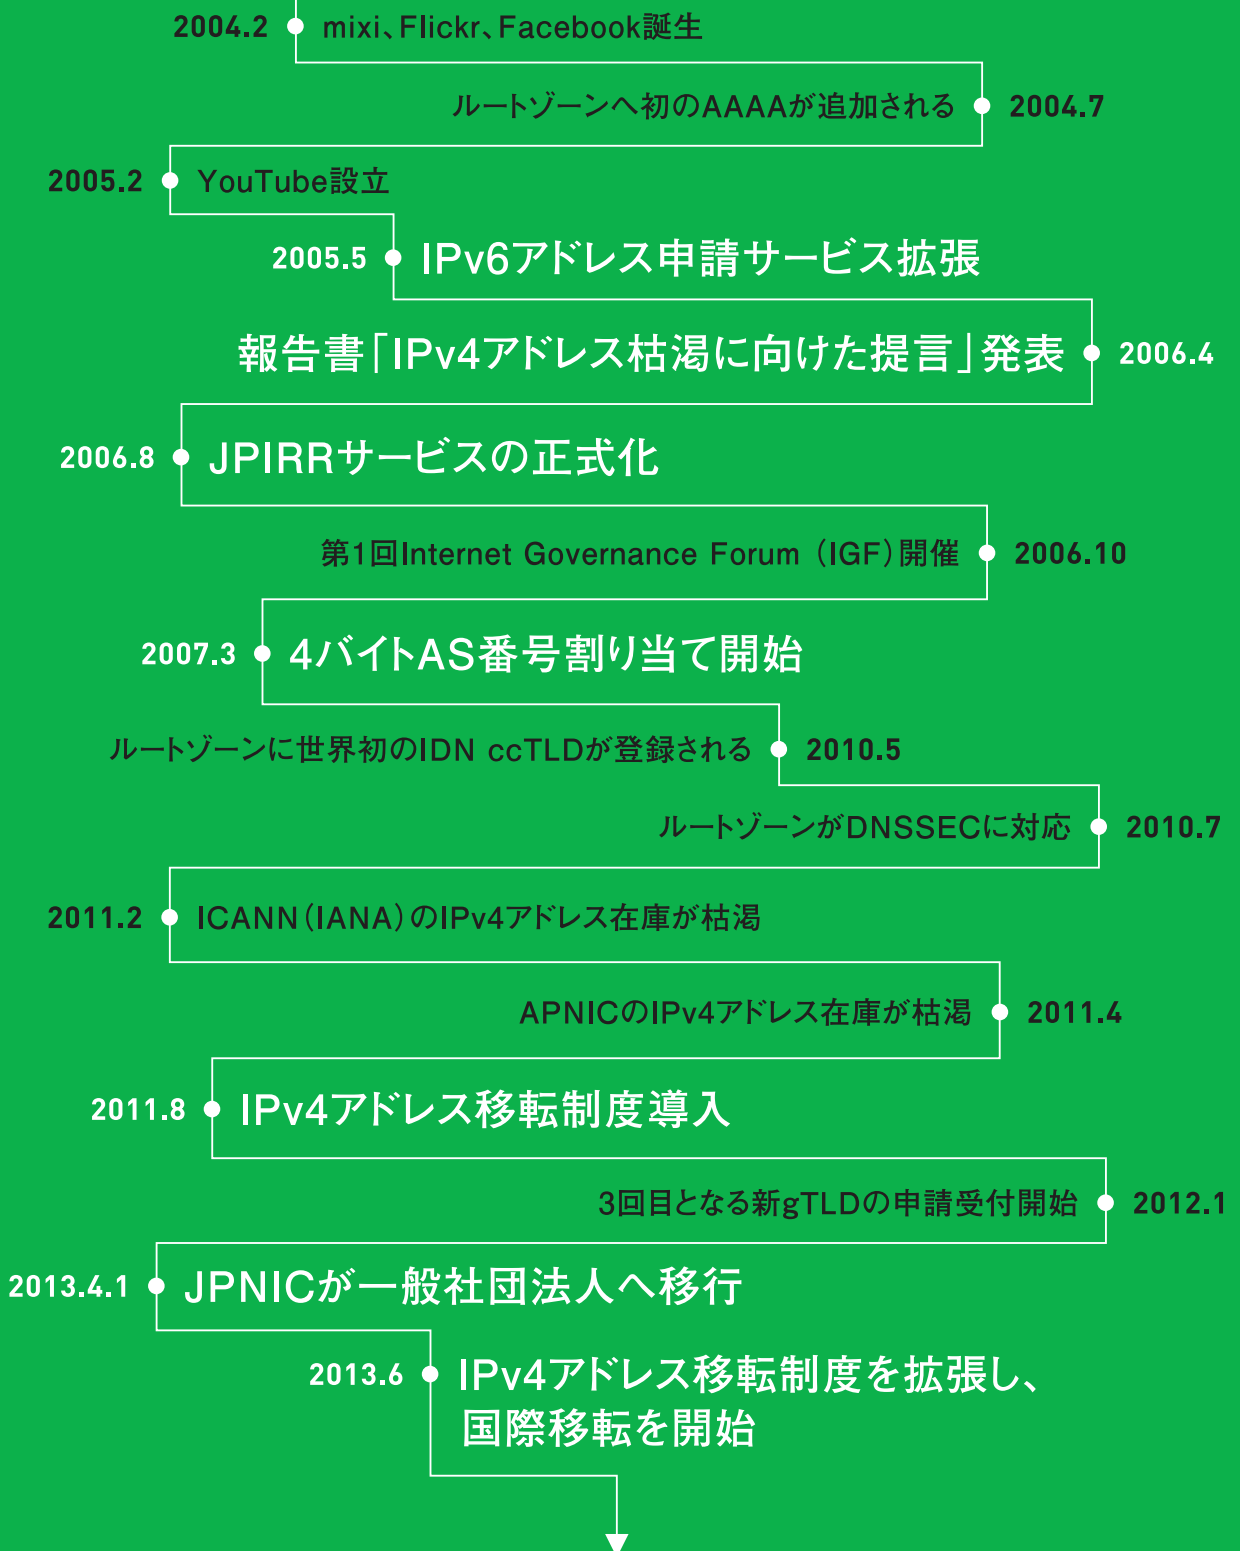 2004.2 mixi、Flickr、Facebook誕生
ルートゾーンへ初のAAAAが追加される 2004.7
2005.2 YouTube設立
2005.5 IPv6アドレス申請サービス拡張
報告書「IPv4アドレス枯渇に向けた提言」発表 2006.4
2006.8 JPIRRサービスの正式化
第1回Internet Governance Forum (IGF)開催 2006.10
2007.3 4バイトAS番号割り当て開始
ルートゾーンに世界初のIDN ccTLDが登録される 2010.5
ルートゾーンがDNSSECに対応 2010.7
2011.2 ICANN(IANA)のIPv4アドレス在庫が枯渇
APNICのIPv4アドレス在庫が枯渇 2011.4
2011.8 IPv4アドレス移転制度導入
3回目となる新gTLDの申請受付開始 2012.1
2013.4.1 JPNICが一般社団法人へ移行
2013.6 IPv4アドレス移転制度を拡張し、
国際移転を開始